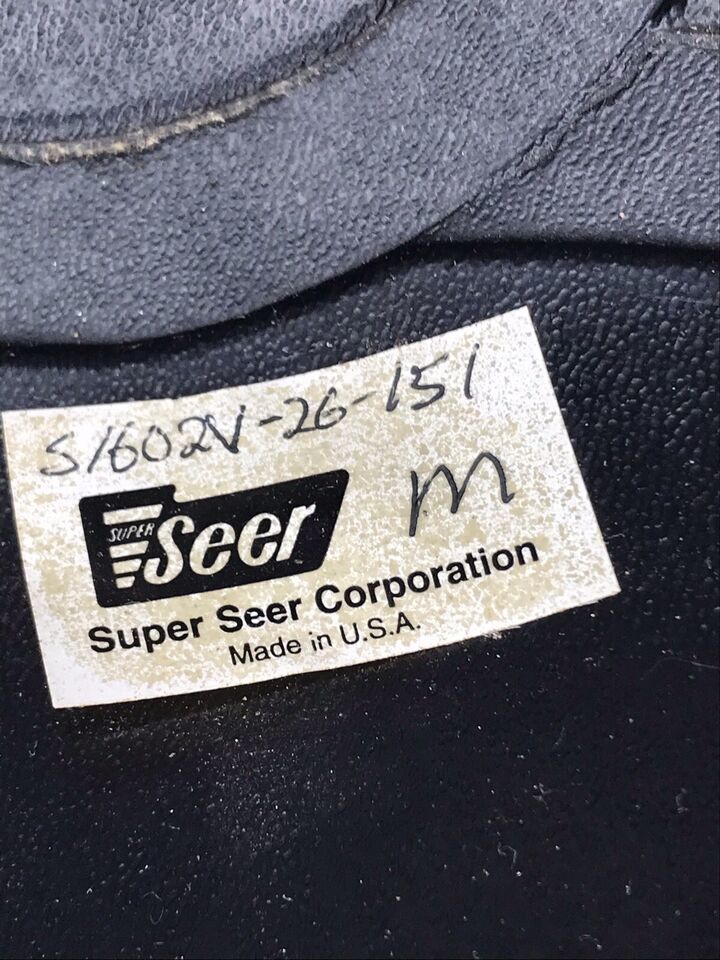 S1602V-26-151
M
SUPER
Seer
Super Seer Corporation
Made in U.S.A.